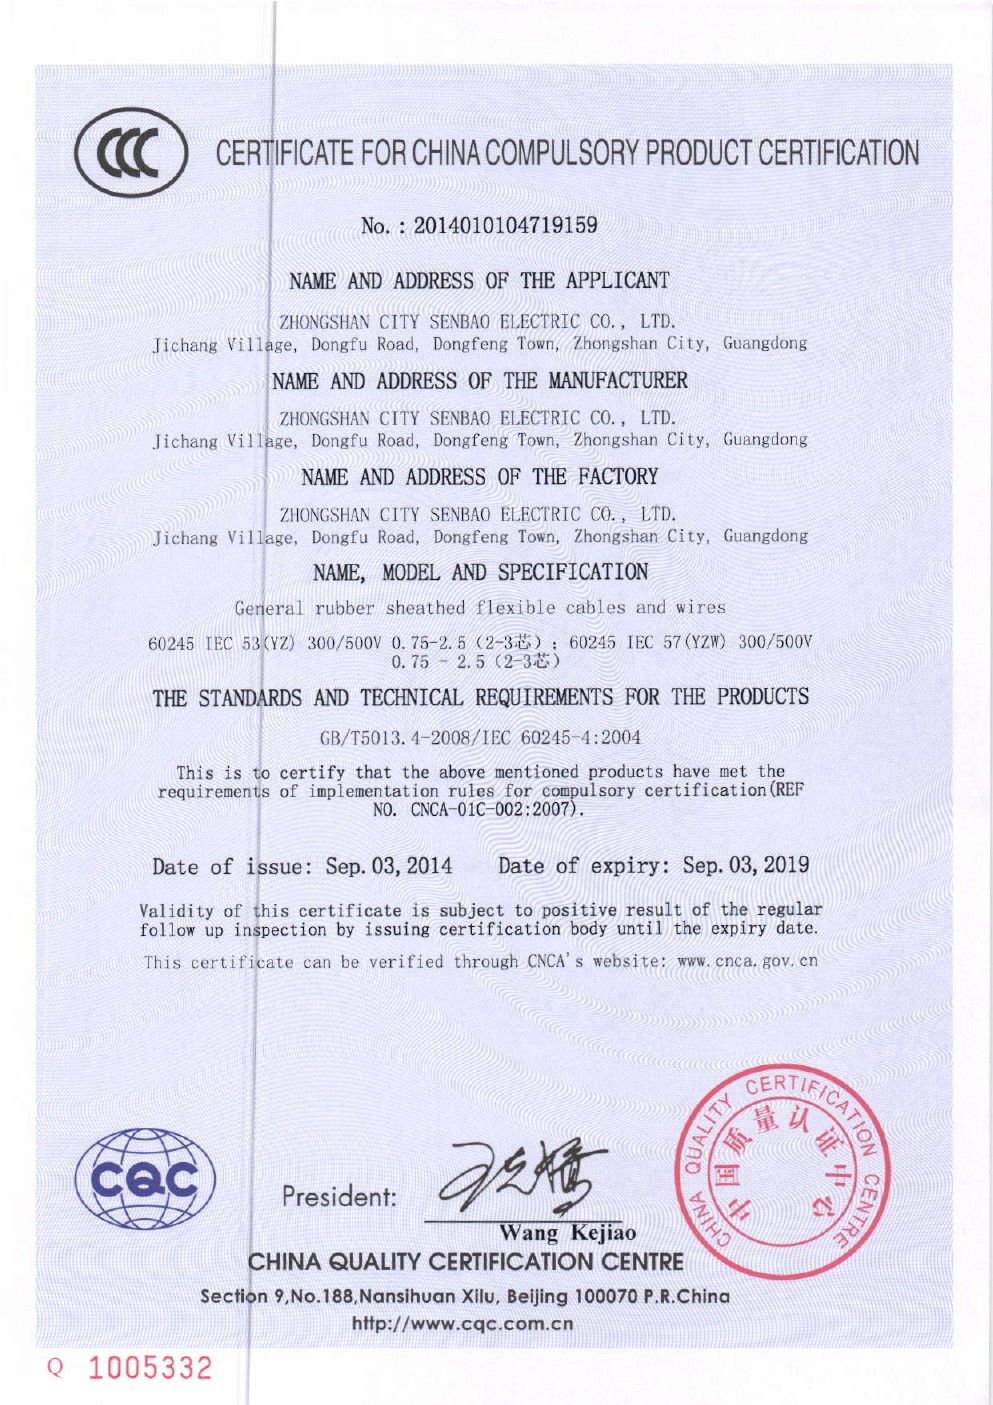 CCC
CERTIFICATE FOR CHINA COMPULSORY PRODUCT CERTIFICATION
No. : 2014010104719159
NAME AND ADDRESS OF THE APPLICANT
ZHONGSHAN CITY SENBAO ELECTRIC CO., LTD.
Jichang Village, Dongfu Road, Dongfeng Town, Zhongshan City, Guangdong
NAME AND ADDRESS OF THE MANUFACTURER
ZHONGSHAN CITY SENBAO ELECTRIC CO., LTD.
Jichang Village, Dongfu Road, Dongfeng Town, Zhongshan City, Guangdong
NAME AND ADDRESS OF THE FACTORY
ZHONGSHAN CITY SENBAO ELECTRIC CO., LTD.
Jichang Village, Dongfu Road, Dongfeng Town, Zhongshan City, Guangdong
NAME, MODEL AND SPECIFICATION
General rubber sheathed flexible cables and wires
60245 IEC 53(YZ) 300/500V 0.75-2.5 (2-3芯) ; 60245 IEC 57(YZW) 300/500V
0.75 - 2.5 (2-3芯)
THE STANDARDS AND TECHNICAL REQUIREMENTS FOR THE PRODUCTS
GB/T5013.4-2008/IEC 60245-4:2004
This is to certify that the above mentioned products have met the
requirements of implementation rules for compulsory certification(REF
NO. CNCA-01C-002:2007).
Date of issue: Sep.03,2014 Date of expiry: Sep.03,2019
Validity of this certificate is subject to positive result of the regular
follow up inspection by issuing certification body until the expiry date.
This certificate can be verified through CNCA's website: www.cnca.gov.cn
CHINA QUALITY CERTIFICATION CENTRE
中国质量认证中心
CQC
President:
Wang Kejiao
CHINA QUALITY CERTIFICATION CENTRE
Section 9,No.188,Nansihuan Xilu, Beijing 100070 P.R.China
http://www.cqc.com.cn
Q 1005332